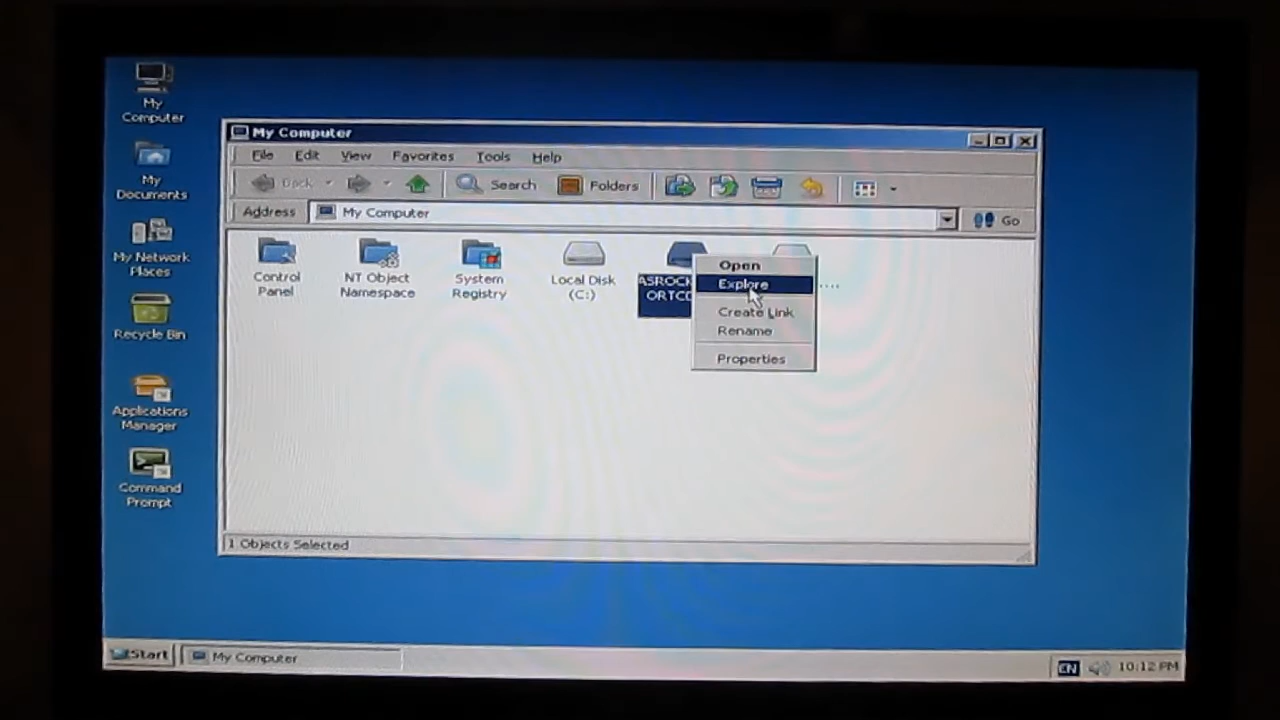 My
Computer
My
Documents
My Network
Places
Recycle Bin
Applications
Manager
Command
Prompt
My Computer
File Edit View Favorites Tools Help
Back Search Folders
Address My Computer Go
Control
Panel
NT Object
Namespace
System
Registry
Local Disk
(C:)
ASROCK
ORTCD
....
Open
Explore
Create Link
Rename
Properties
1 Objects Selected
Start My Computer EN 10:12 PM